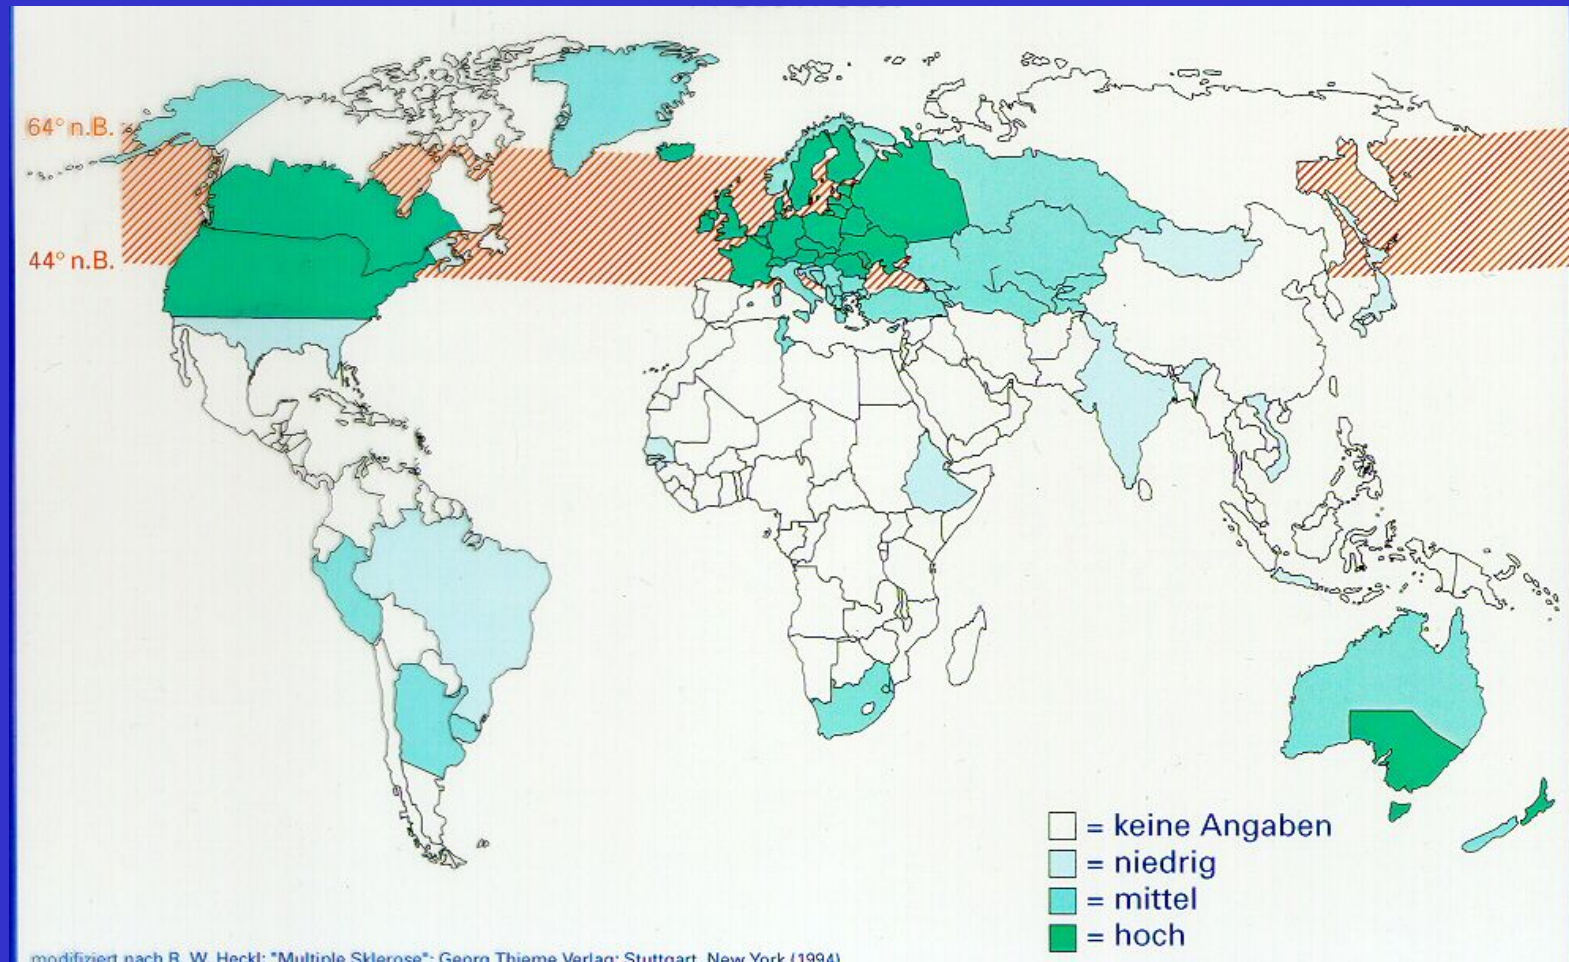 64° n.B.
44° n.B.
= keine Angaben
= niedrig
= mittel
= hoch
modifiziert nach R. W. Heckl: "Multiple Sklerose"; Georg Thieme Verlag; Stuttgart, New York (1994)